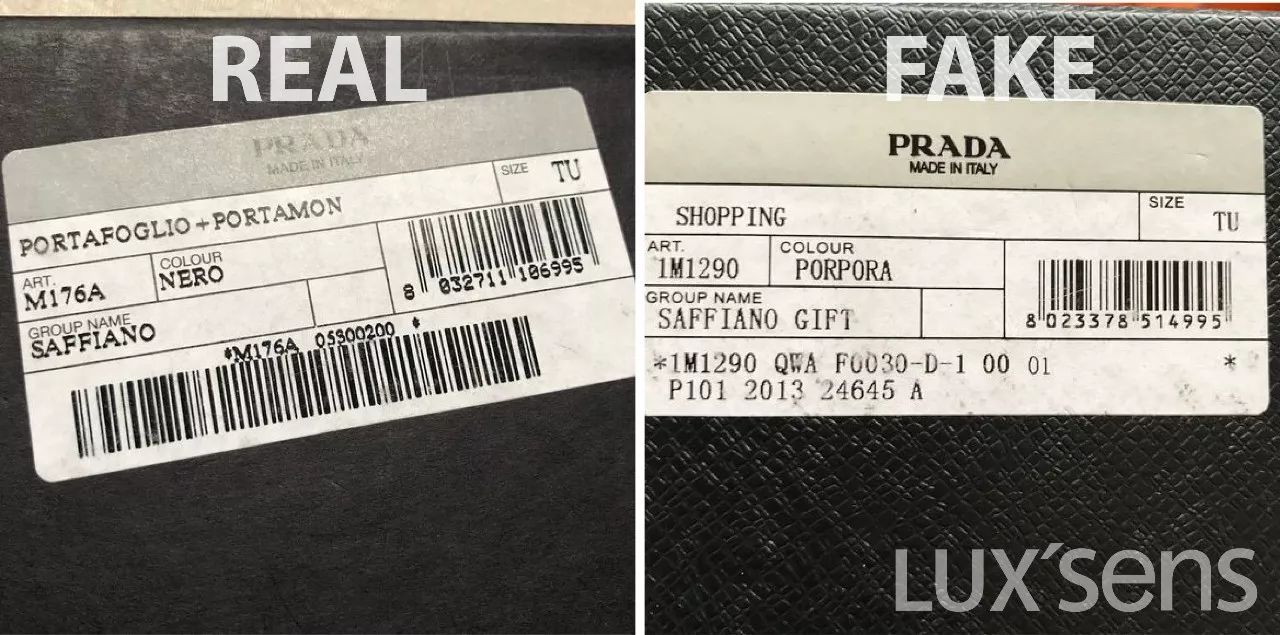 REAL
PRADA
MADE IN ITALY
PORTAFOGLIO+PORTAMON
SIZE
TU
ART.
M176A
COLOUR
NERO
8 032711 106995
GROUP NAME
SAFFIANO
*M176A 05S00200 *
FAKE
PRADA
MADE IN ITALY
SHOPPING
SIZE
TU
ART.
1M1290
COLOUR
PORPORA
GROUP NAME
SAFFIANO GIFT
8 023378 514995
*1M1290 QWA F0030-D-1 00 01 *
P101 2013 24645 A
LUX'sens